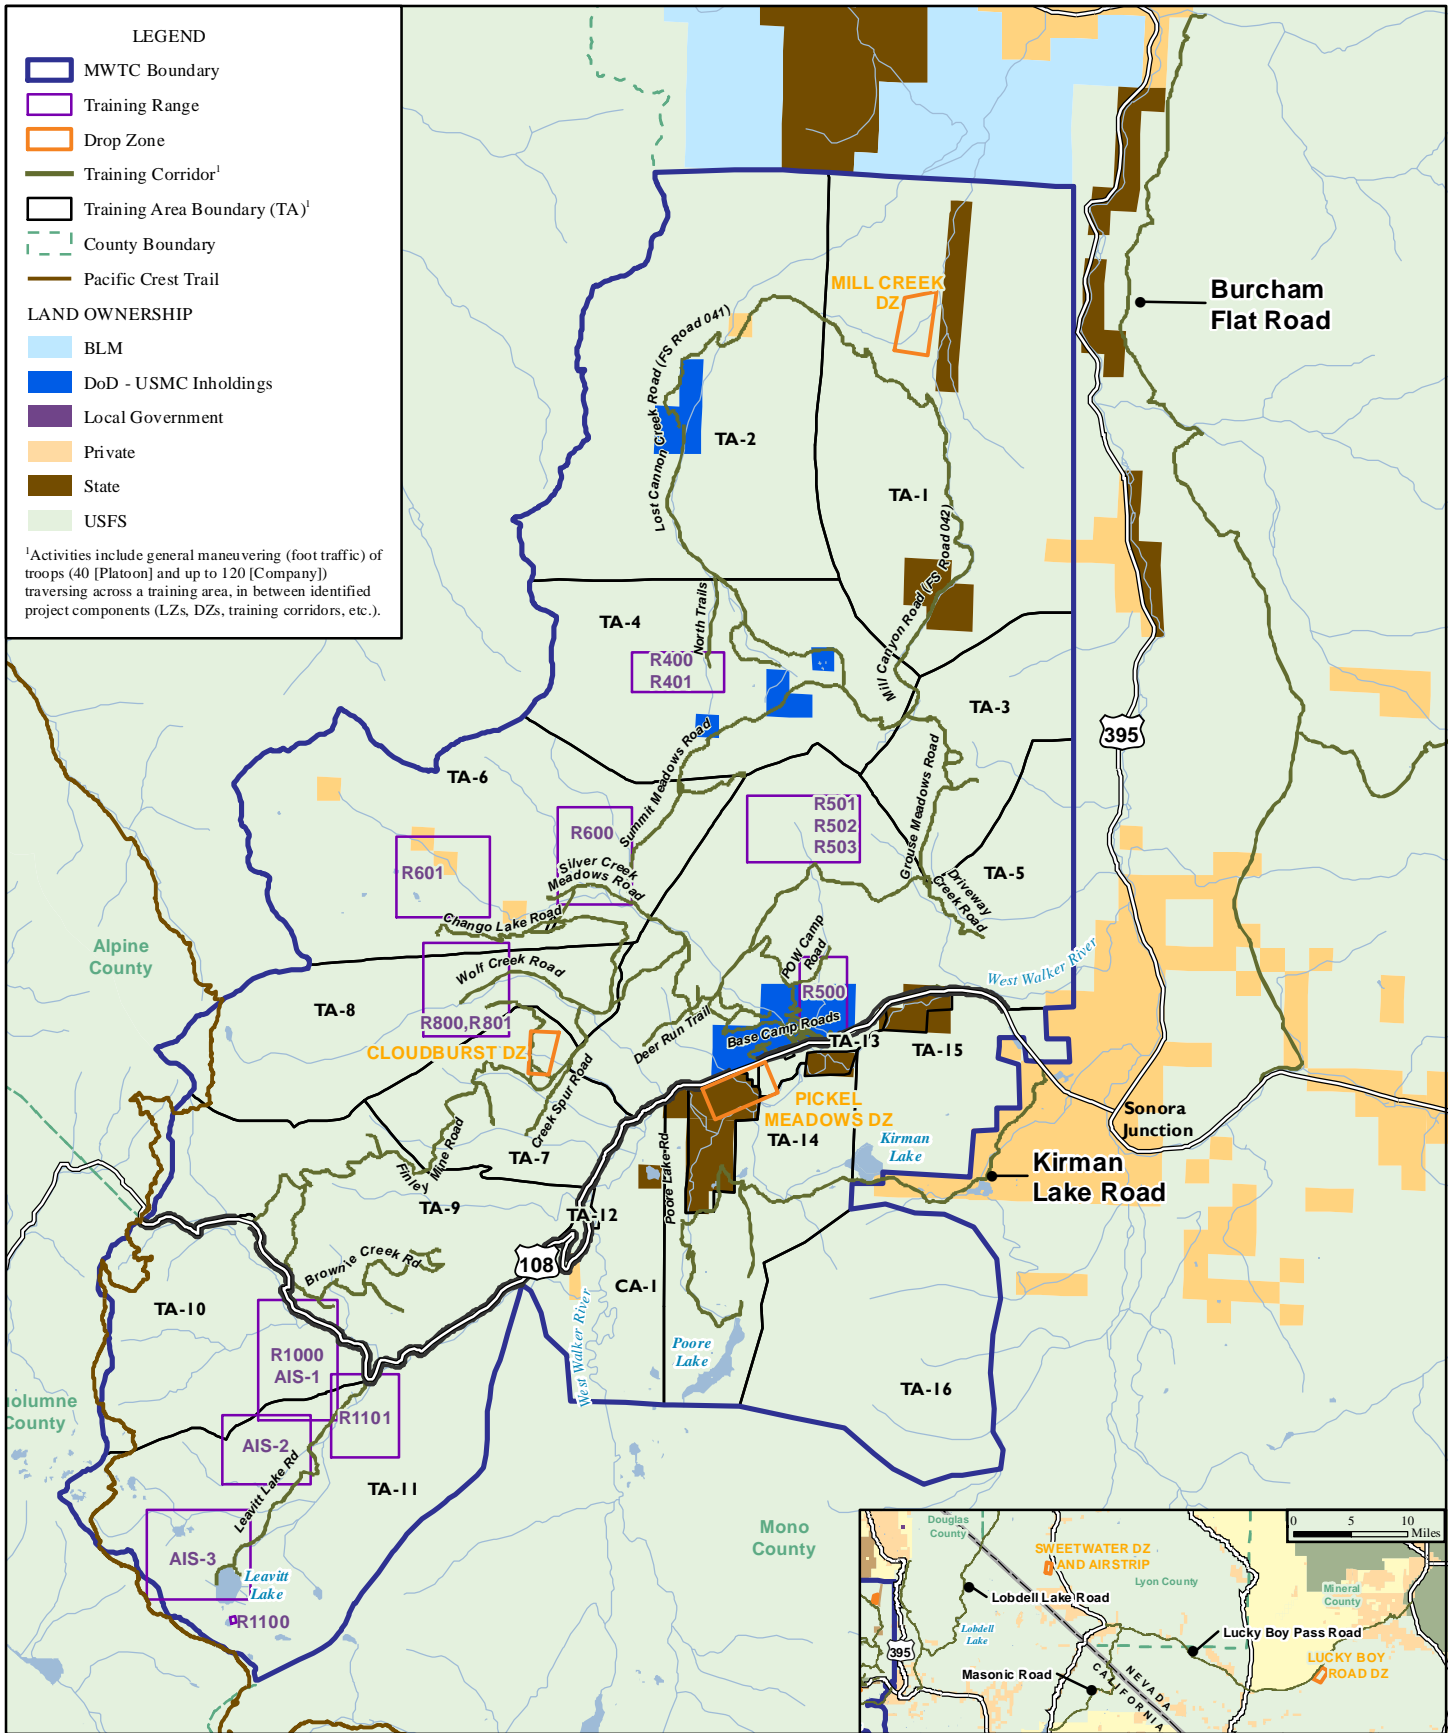 LEGEND
MWTC Boundary
Training Range
Drop Zone
Training Corridor1
Training Area Boundary (TA)1
County Boundary
Pacific Crest Trail
LAND OWNERSHIP
BLM
DoD - USMC Inholdings
Local Government
Private
State
USFS
1Activities include general maneuvering (foot traffic) of
troops (40 [Platoon] and up to 120 [Company])
traversing across a training area, in between identified
project components (LZs, DZs, training corridors, etc.).
MILL CREEK
DZ
Burcham
Flat Road
Lost Cannon Creek Road (FS Road 041)
TA-2
TA-1
Mill Canyon Road (FS Road 042)
TA-4
North Trails
R400
R401
TA-3
395
Summit Meadows Road
Grouse Meadows Road
TA-6
R501
R502
R503
R600
R601
Silver Creek
Meadows Road
TA-5
Driveway
Creek Road
Chango Lake Road
Alpine
County
Wolf Creek Road
POW Camp
Road
West Walker River
R500
TA-8
R800,R801
Deer Run Trail
Base Camp Roads
CLOUDBURST DZ
TA-13
TA-15
Creek Spur Road
PICKEL
MEADOWS DZ
Sonora
Junction
TA-14
Kirman
Lake
Finley Mine Road
TA-7
Poore Lake Rd
Kirman
Lake Road
TA-9
TA-12
Brownie Creek Rd
108
CA-1
TA-10
West Walker River
Poore
Lake
R1000
AIS-1
TA-16
uolumne
County
R1101
AIS-2
Leavitt Lake Rd
TA-11
Mono
County
AIS-3
Leavitt
Lake
R1100
Douglas
County
0 5 10
Miles
SWEETWATER DZ
AND AIRSTRIP
Lyon County
Mineral
County
Lobdell Lake Road
Lobdell
Lake
Lucky Boy Pass Road
395
Masonic Road
LUCKY BOY
ROAD DZ
NEVADA
CALIFORNIA